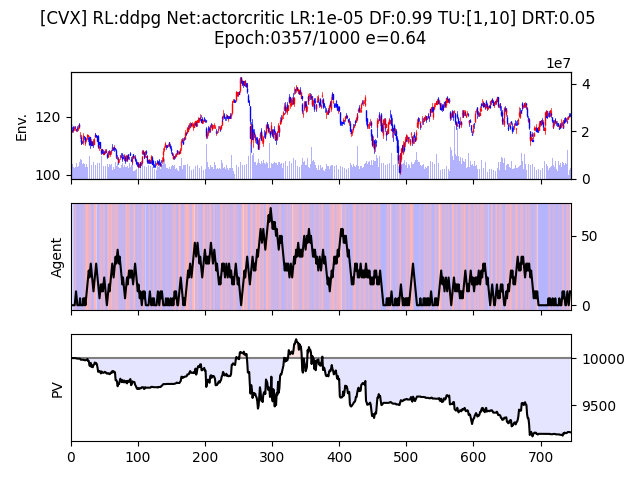 [CVX] RL:ddpg Net:actorcritic LR:1e-05 DF:0.99 TU:[1,10] DRT:0.05
Epoch:0357/1000 e=0.64
1e7
Env.
120
100
4
2
0
Agent
50
0
PV
10000
9500
0 100 200 300 400 500 600 700